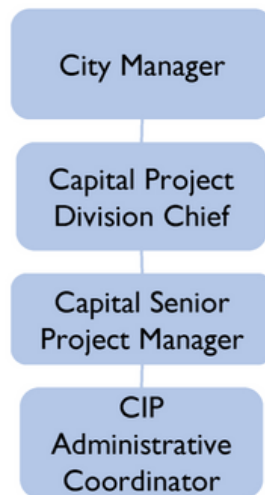 City Manager
Capital Project
Division Chief
Capital Senior
Project Manager
CIP
Administrative
Coordinator